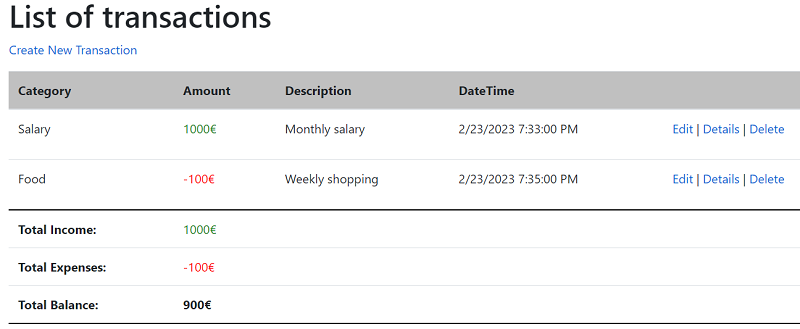 List of transactions
Create New Transaction
Category Amount Description DateTime
Salary 1000€ Monthly salary 2/23/2023 7:33:00 PM Edit | Details | Delete
Food -100€ Weekly shopping 2/23/2023 7:35:00 PM Edit | Details | Delete
Total Income: 1000€
Total Expenses: -100€
Total Balance: 900€